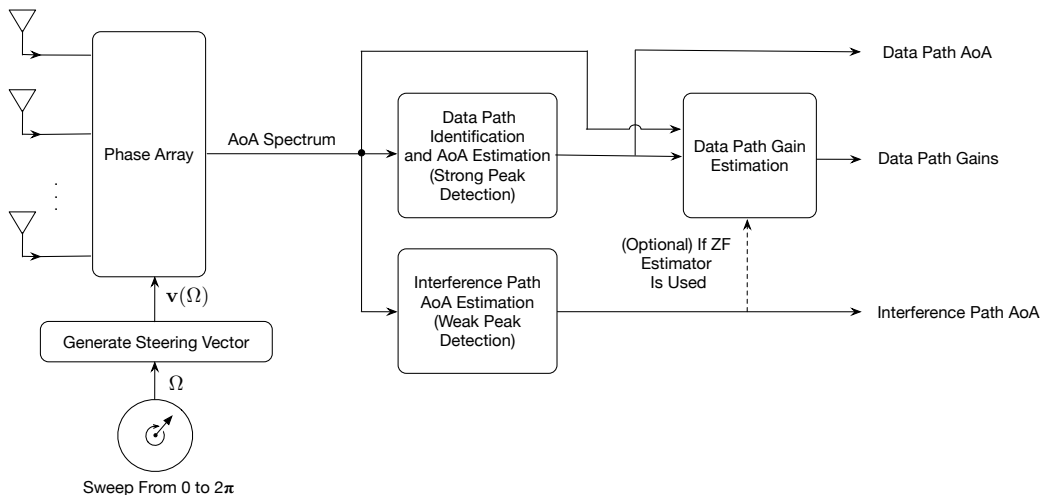 Data Path AoA
Data Path
Identification
and AoA Estimation
(Strong Peak
Detection)
AoA Spectrum
Phase Array
Data Path Gain
Estimation
Data Path Gains
(Optional) If ZF
Estimator
Is Used
Interference Path
AoA Estimation
(Weak Peak
Detection)
Interference Path AoA
v(Ω)
Generate Steering Vector
Ω
Sweep From 0 to 2π